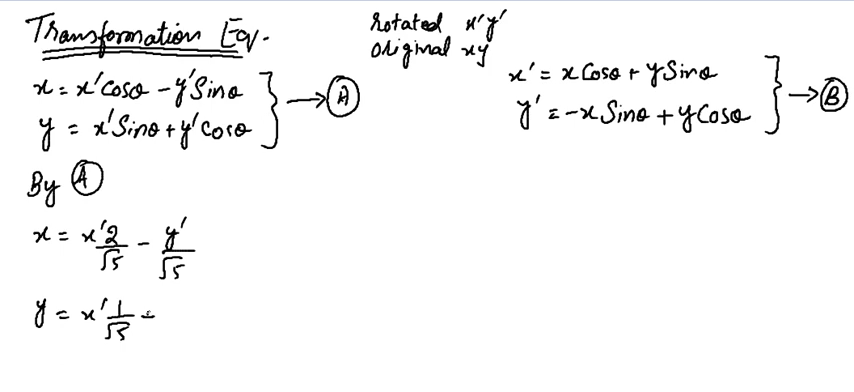 Transformation Eq.
rotated x'y'
original xy
x = x'Cosθ - y'Sinθ
y = x'Sinθ + y'Cosθ
→ A
x' = x Cosθ + y Sinθ
y' = -x Sinθ + y Cosθ
→ B
By A
x = x' 2/√5 - y'/√5
y = x' 1/√5 -